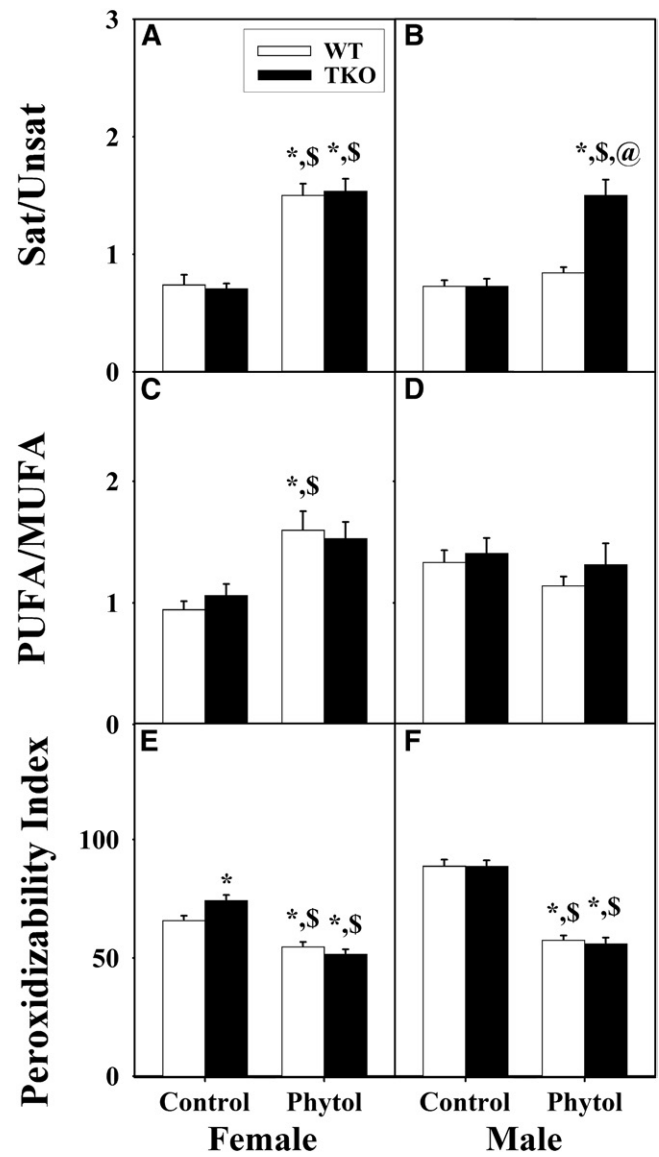 A
B
WT
TKO
Sat/Unsat
3
2
1
0
*,$ *,$
*,$,@
C
D
PUFA/MUFA
2
1
0
*,$
E
F
Peroxidizability Index
100
50
0
*
*,$ *,$
*,$ *,$
Control Phytol Control Phytol
Female Male